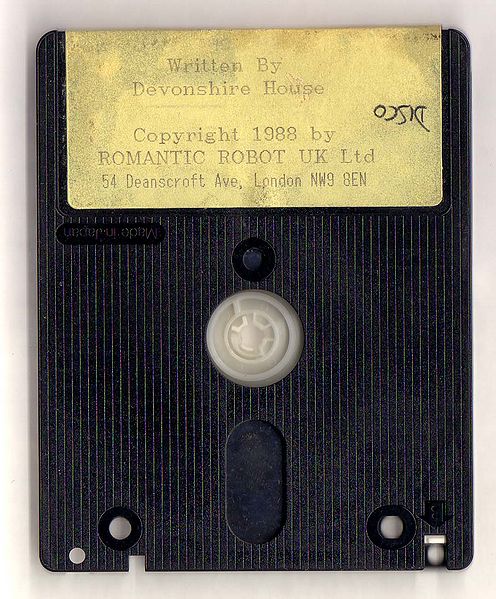 Written By
Devonshire House
DISCO
Copyright 1988 by
ROMANTIC ROBOT UK Ltd
54 Deanscroft Ave, London NW9 8EN
Made in Japan